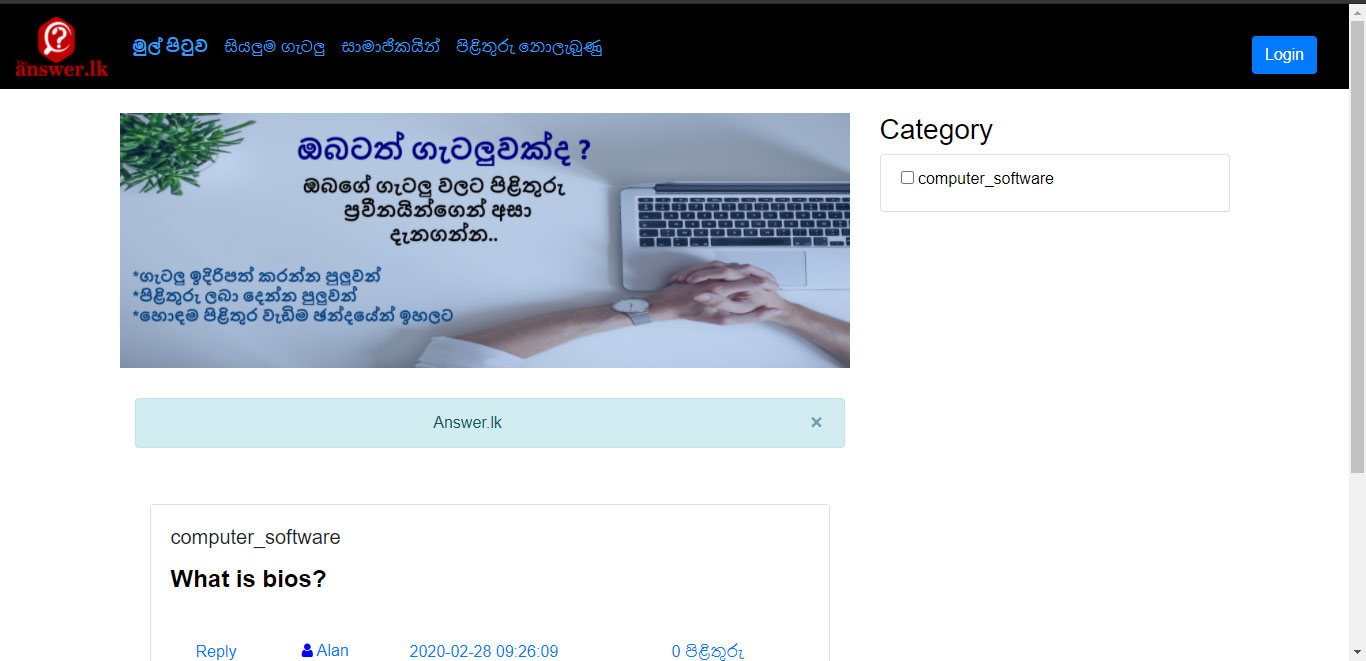 The
answer.lk
මුල් පිටුව සියලුම ගැටලු සාමාජිකයින් පිළිතුරු නොලැබුණු
Login
ඔබටත් ගැටලුවක්ද ?
ඔබගේ ගැටලු වලට පිළිතුරු
ප්‍රවීනයින්ගෙන් අසා
දැනගන්න..
*ගැටලු ඉදිරිපත් කරන්න පුලුවන්
*පිළිතුරු ලබා දෙන්න පුලුවන්
*හොඳම පිළිතුර වැඩිම ඡන්දයේන් ඉහලට
Category
computer_software
Answer.lk ×
computer_software
What is bios?
Reply Alan 2020-02-28 09:26:09 0 පිළිතුරු